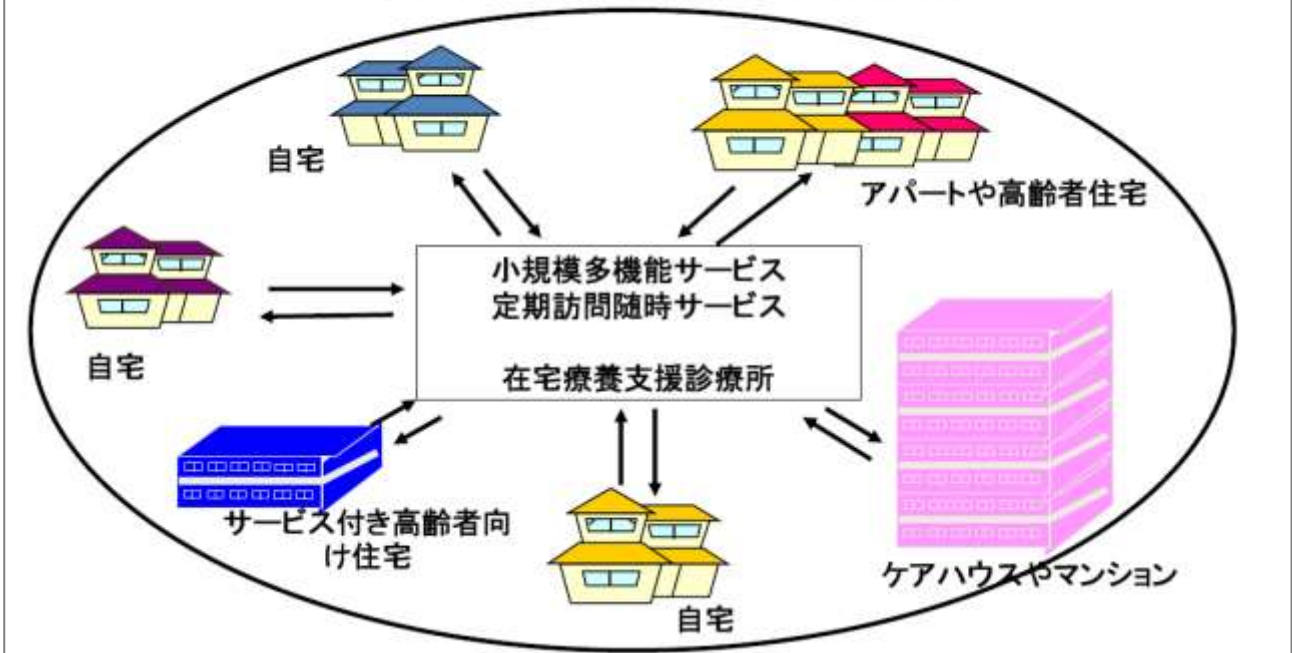 自宅
アパートや高齢者住宅
小規模多機能サービス
定期訪問随時サービス
在宅療養支援診療所
自宅
サービス付き高齢者向
け住宅
ケアハウスやマンション
自宅